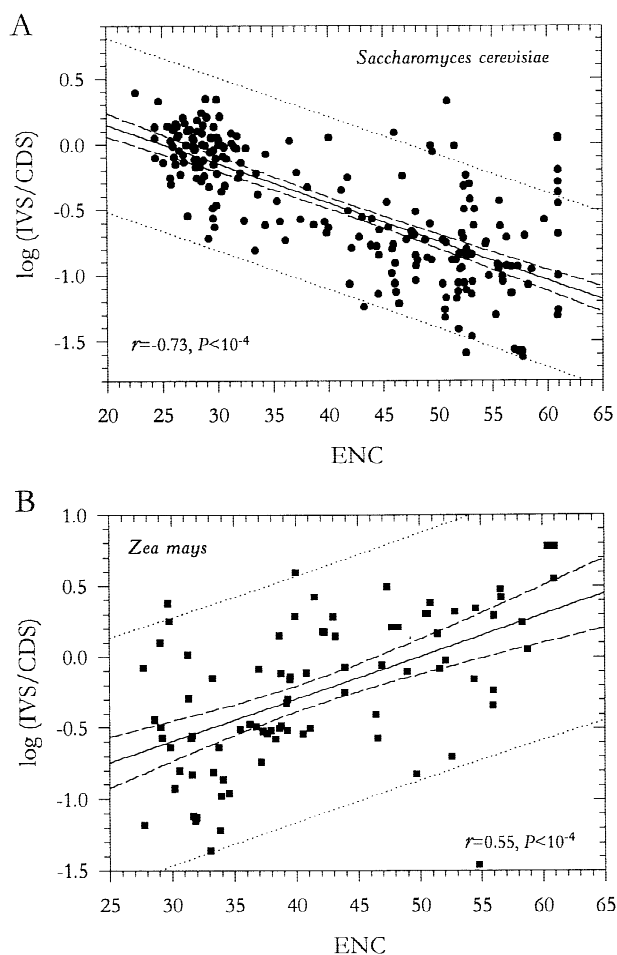 A
Saccharomyces cerevisiae
0.5
0.0
-0.5
-1.0
-1.5
log (IVS/CDS)
r=-0.73, P<10-4
20 25 30 35 40 45 50 55 60 65
ENC
B
Zea mays
1.0
0.5
0.0
-0.5
-1.0
-1.5
log (IVS/CDS)
r=0.55, P<10-4
25 30 35 40 45 50 55 60 65
ENC